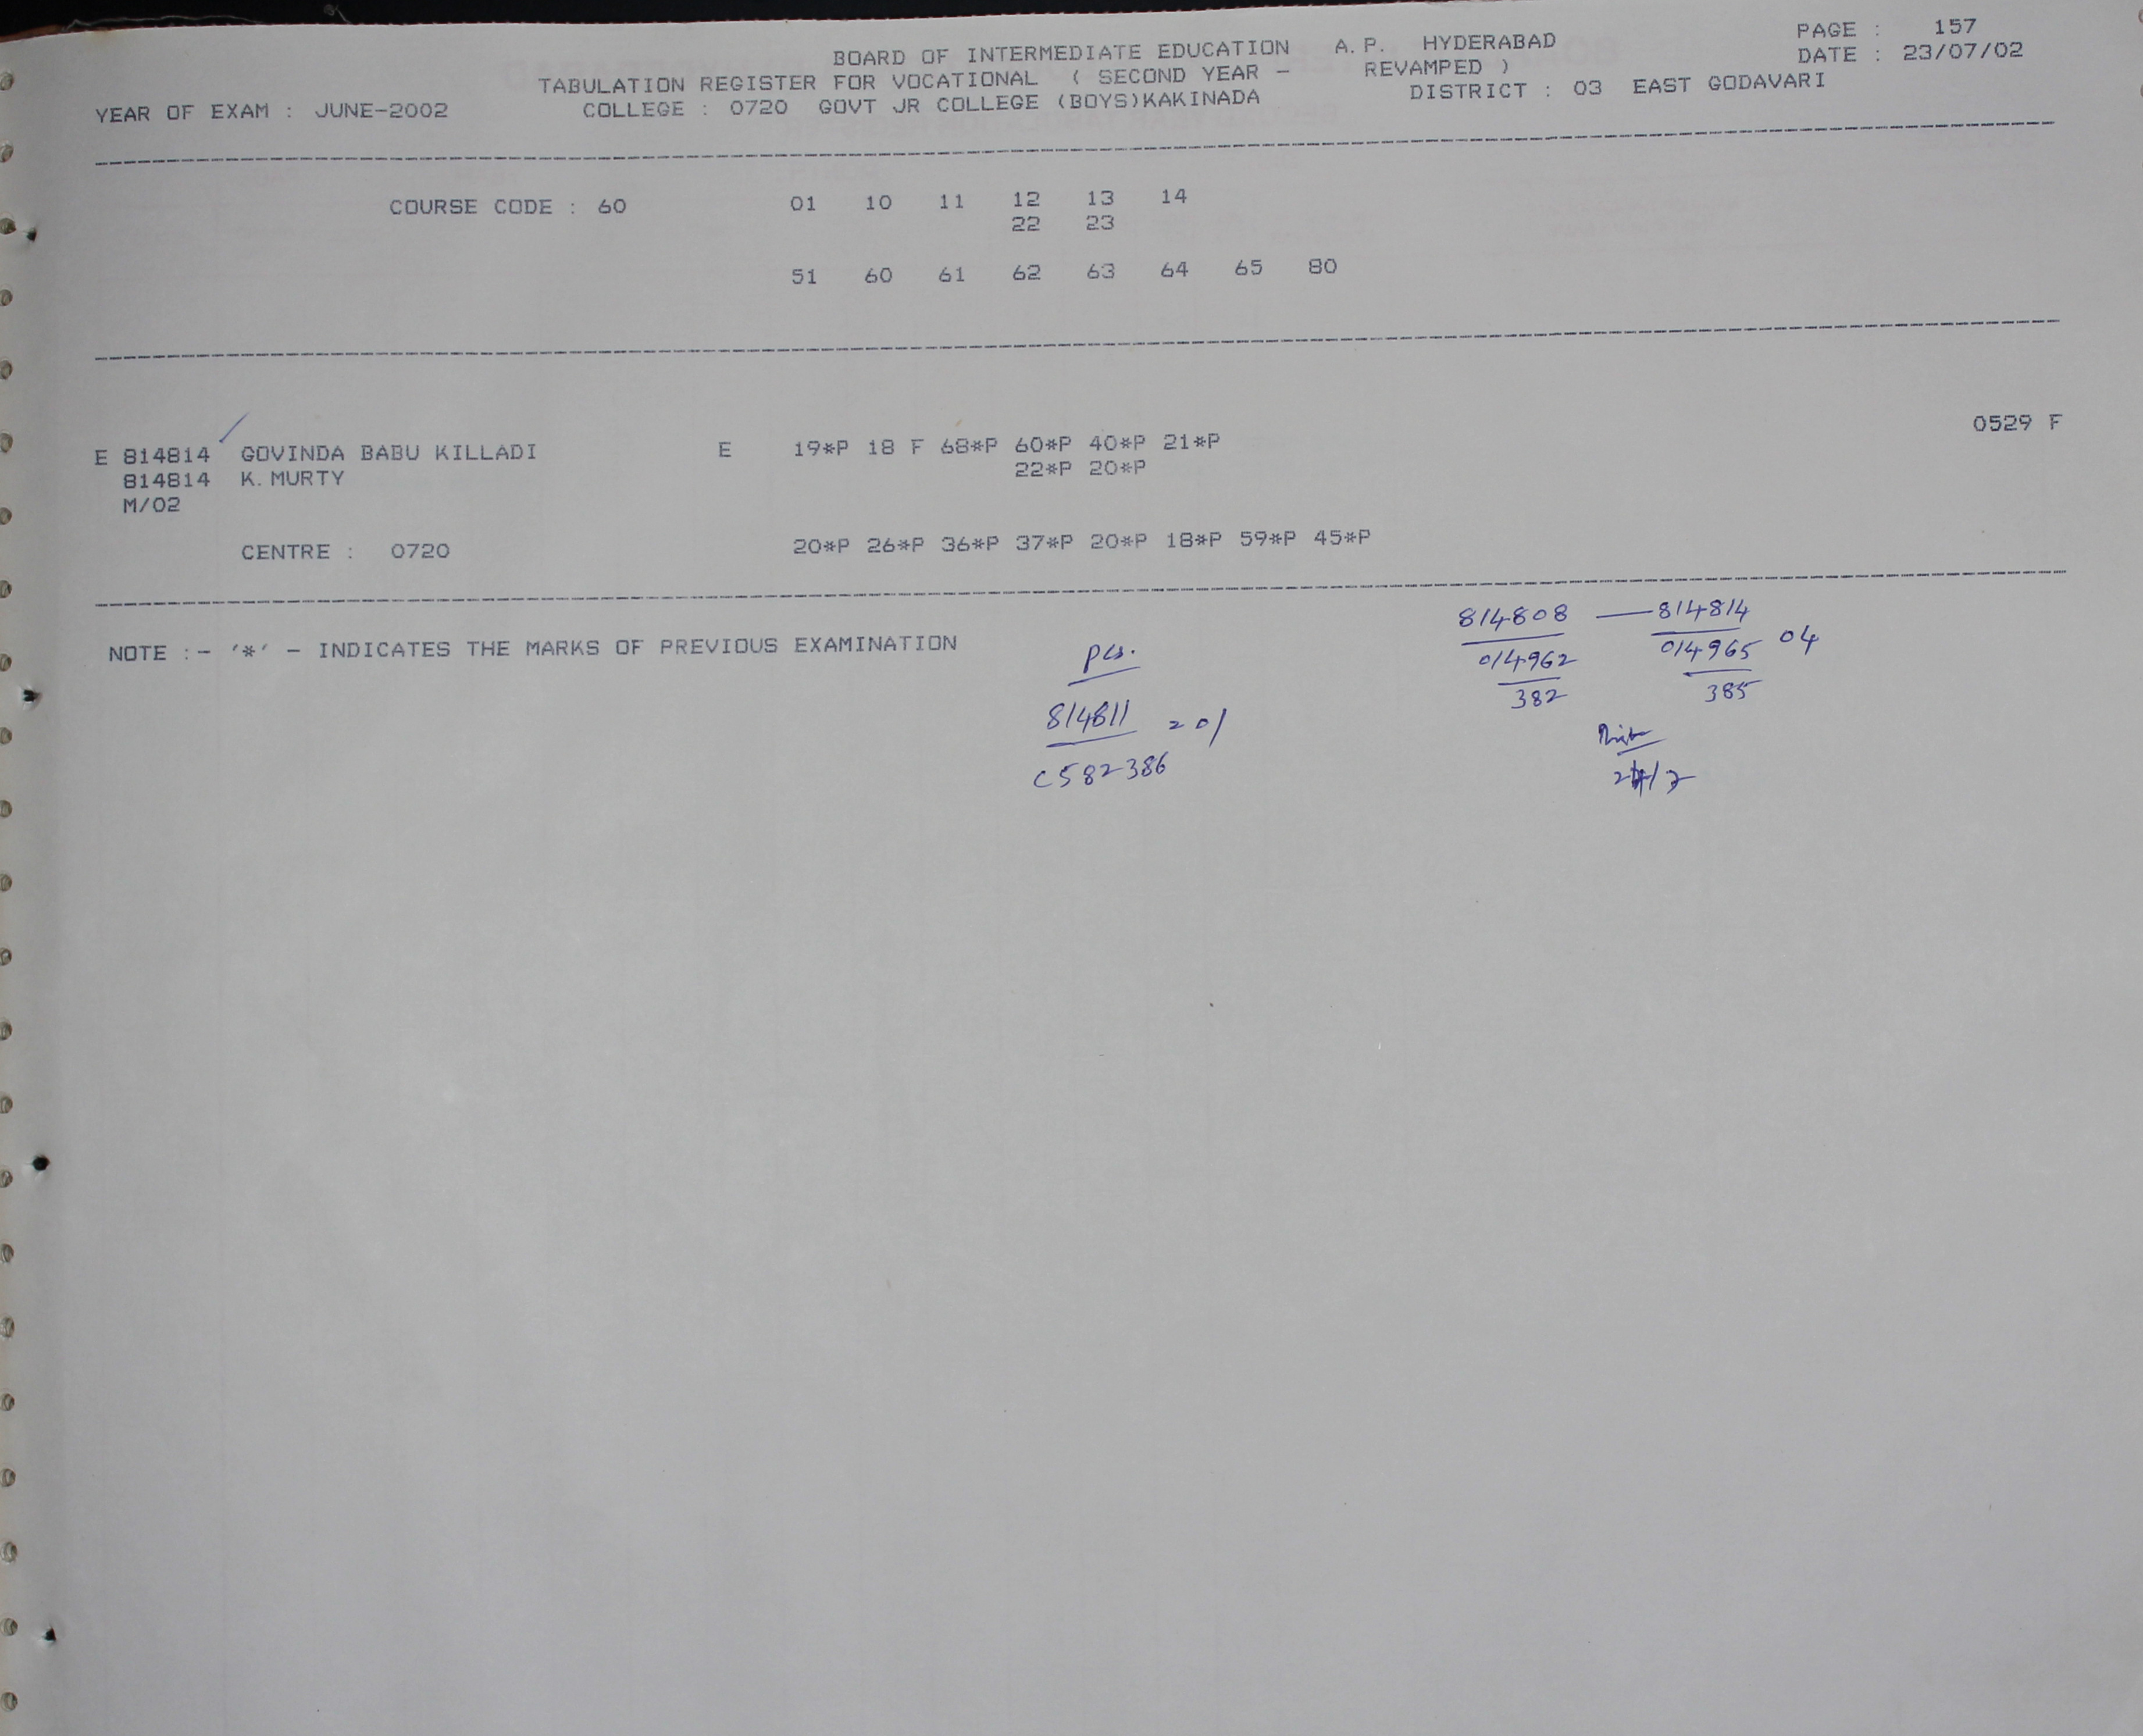 PAGE : 157
BOARD OF INTERMEDIATE EDUCATION A.P. HYDERABAD
DATE : 23/07/02
TABULATION REGISTER FOR VOCATIONAL ( SECOND YEAR - REVAMPED )
YEAR OF EXAM : JUNE-2002 COLLEGE : 0720 GOVT JR COLLEGE (BOYS)KAKINADA DISTRICT : 03 EAST GODAVARI
COURSE CODE : 60 01 10 11 12 13 14
22 23
51 60 61 62 63 64 65 80
0529 F
E 814814 GOVINDA BABU KILLADI E 19*P 18 F 68*P 60*P 40*P 21*P
814814 K.MURTY 22*P 20*P
M/02
CENTRE : 0720 20*P 26*P 36*P 37*P 20*P 18*P 59*P 45*P
NOTE :- '*' - INDICATES THE MARKS OF PREVIOUS EXAMINATION
814808 — 814814
014962 014965 04
382 385
814811 = 01
C582386